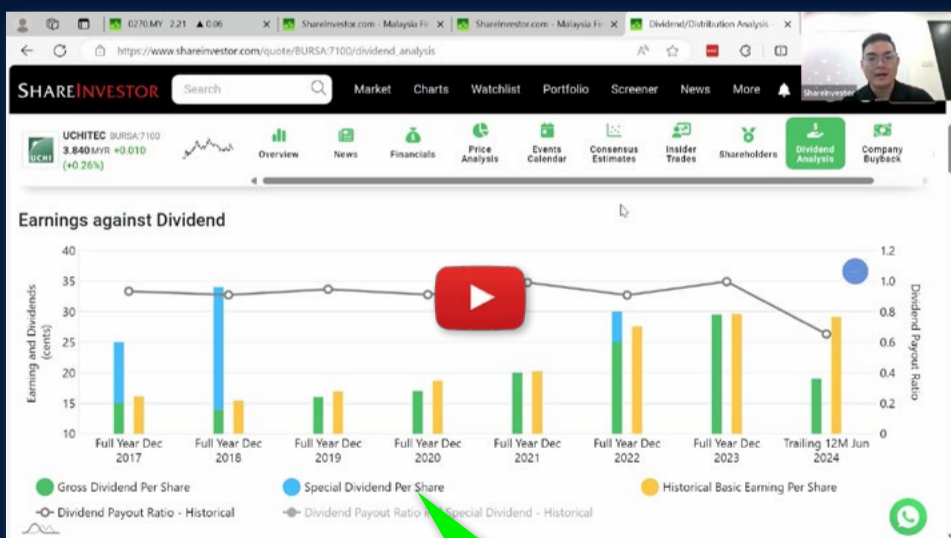 0270.MY 2.21 ▲0.06
ShareInvestor.com - Malaysia Fir
ShareInvestor.com - Malaysia Fir
Dividend/Distribution Analysis -
https://www.shareinvestor.com/quote/BURSA:7100/dividend_analysis
SHAREINVESTOR
Search
Market Charts Watchlist Portfolio Screener News More
ShareInvestor
UCHI
UCHITEC BURSA:7100
3.840 MYR +0.010
(+0.26%)
Overview
News
Financials
Price
Analysis
Events
Calendar
Consensus
Estimates
Insider
Trades
Shareholders
Dividend
Analysis
Company
Buyback
Earnings against Dividend
Earning and Dividends
(cents)
40
35
30
25
20
15
10
1.2
1.0
0.8
0.6
0.4
0.2
0
Dividend Payout Ratio
Full Year Dec
2017
Full Year Dec
2018
Full Year Dec
2019
Full Year Dec
2020
Full Year Dec
2021
Full Year Dec
2022
Full Year Dec
2023
Trailing 12M Jun
2024
Gross Dividend Per Share
Special Dividend Per Share
Historical Basic Earning Per Share
Dividend Payout Ratio - Historical
Dividend Payout Ratio Special Dividend - Historical